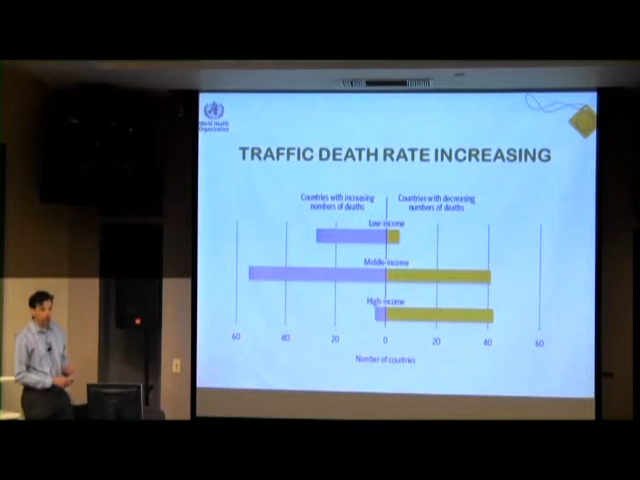 World Health
Organization
TRAFFIC DEATH RATE INCREASING
Countries with increasing
numbers of deaths
Countries with decreasing
numbers of deaths
Low-income
Middle-income
High-income
60 40 20 0 20 40 60
Number of countries